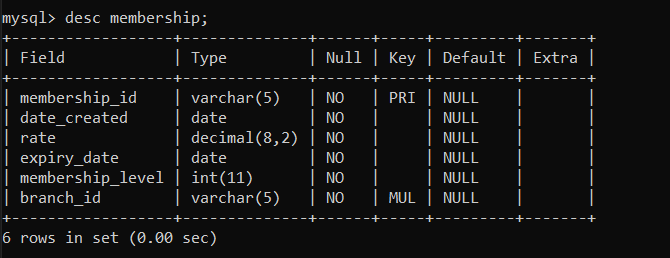 mysql> desc membership;
+------------------+--------------+------+-----+---------+-------+
| Field            | Type         | Null | Key | Default | Extra |
+------------------+--------------+------+-----+---------+-------+
| membership_id    | varchar(5)   | NO   | PRI | NULL    |       |
| date_created     | date         | NO   |     | NULL    |       |
| rate             | decimal(8,2) | NO   |     | NULL    |       |
| expiry_date      | date         | NO   |     | NULL    |       |
| membership_level | int(11)      | NO   |     | NULL    |       |
| branch_id        | varchar(5)   | NO   | MUL | NULL    |       |
+------------------+--------------+------+-----+---------+-------+
6 rows in set (0.00 sec)